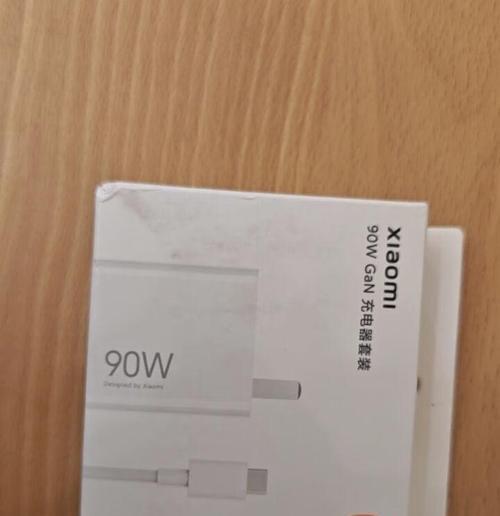 xiaomi
90W GaN 充电器套装
90W
Designed by Xiaomi